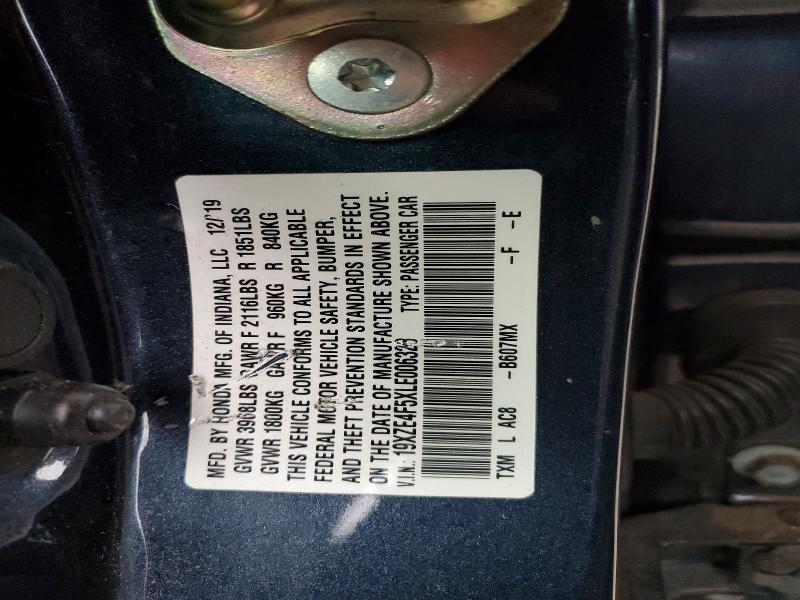 MFD. BY HONDA MFG. OF INDIANA, LLC 12/'19
GVWR 3968LBS GAWR F 2116LBS R 1851LBS
GVWR 1800KG GAWR F 960KG R 840KG
THIS VEHICLE CONFORMS TO ALL APPLICABLE
FEDERAL MOTOR VEHICLE SAFETY, BUMPER,
AND THEFT PREVENTION STANDARDS IN EFFECT
ON THE DATE OF MANUFACTURE SHOWN ABOVE.
V.I.N.: TYPE: PASSENGER CAR
TXM L AC8 -B607MX -F -E